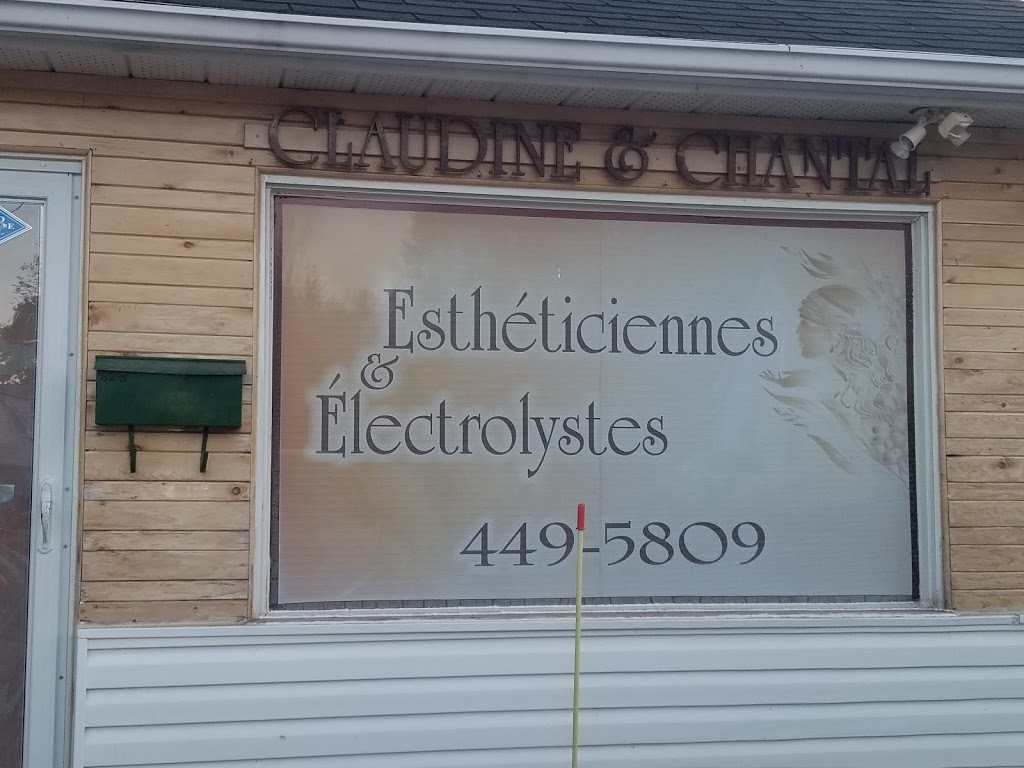 CLAUDINE & CHANTAL
Esthéticiennes
&
Électrolystes
449-5809